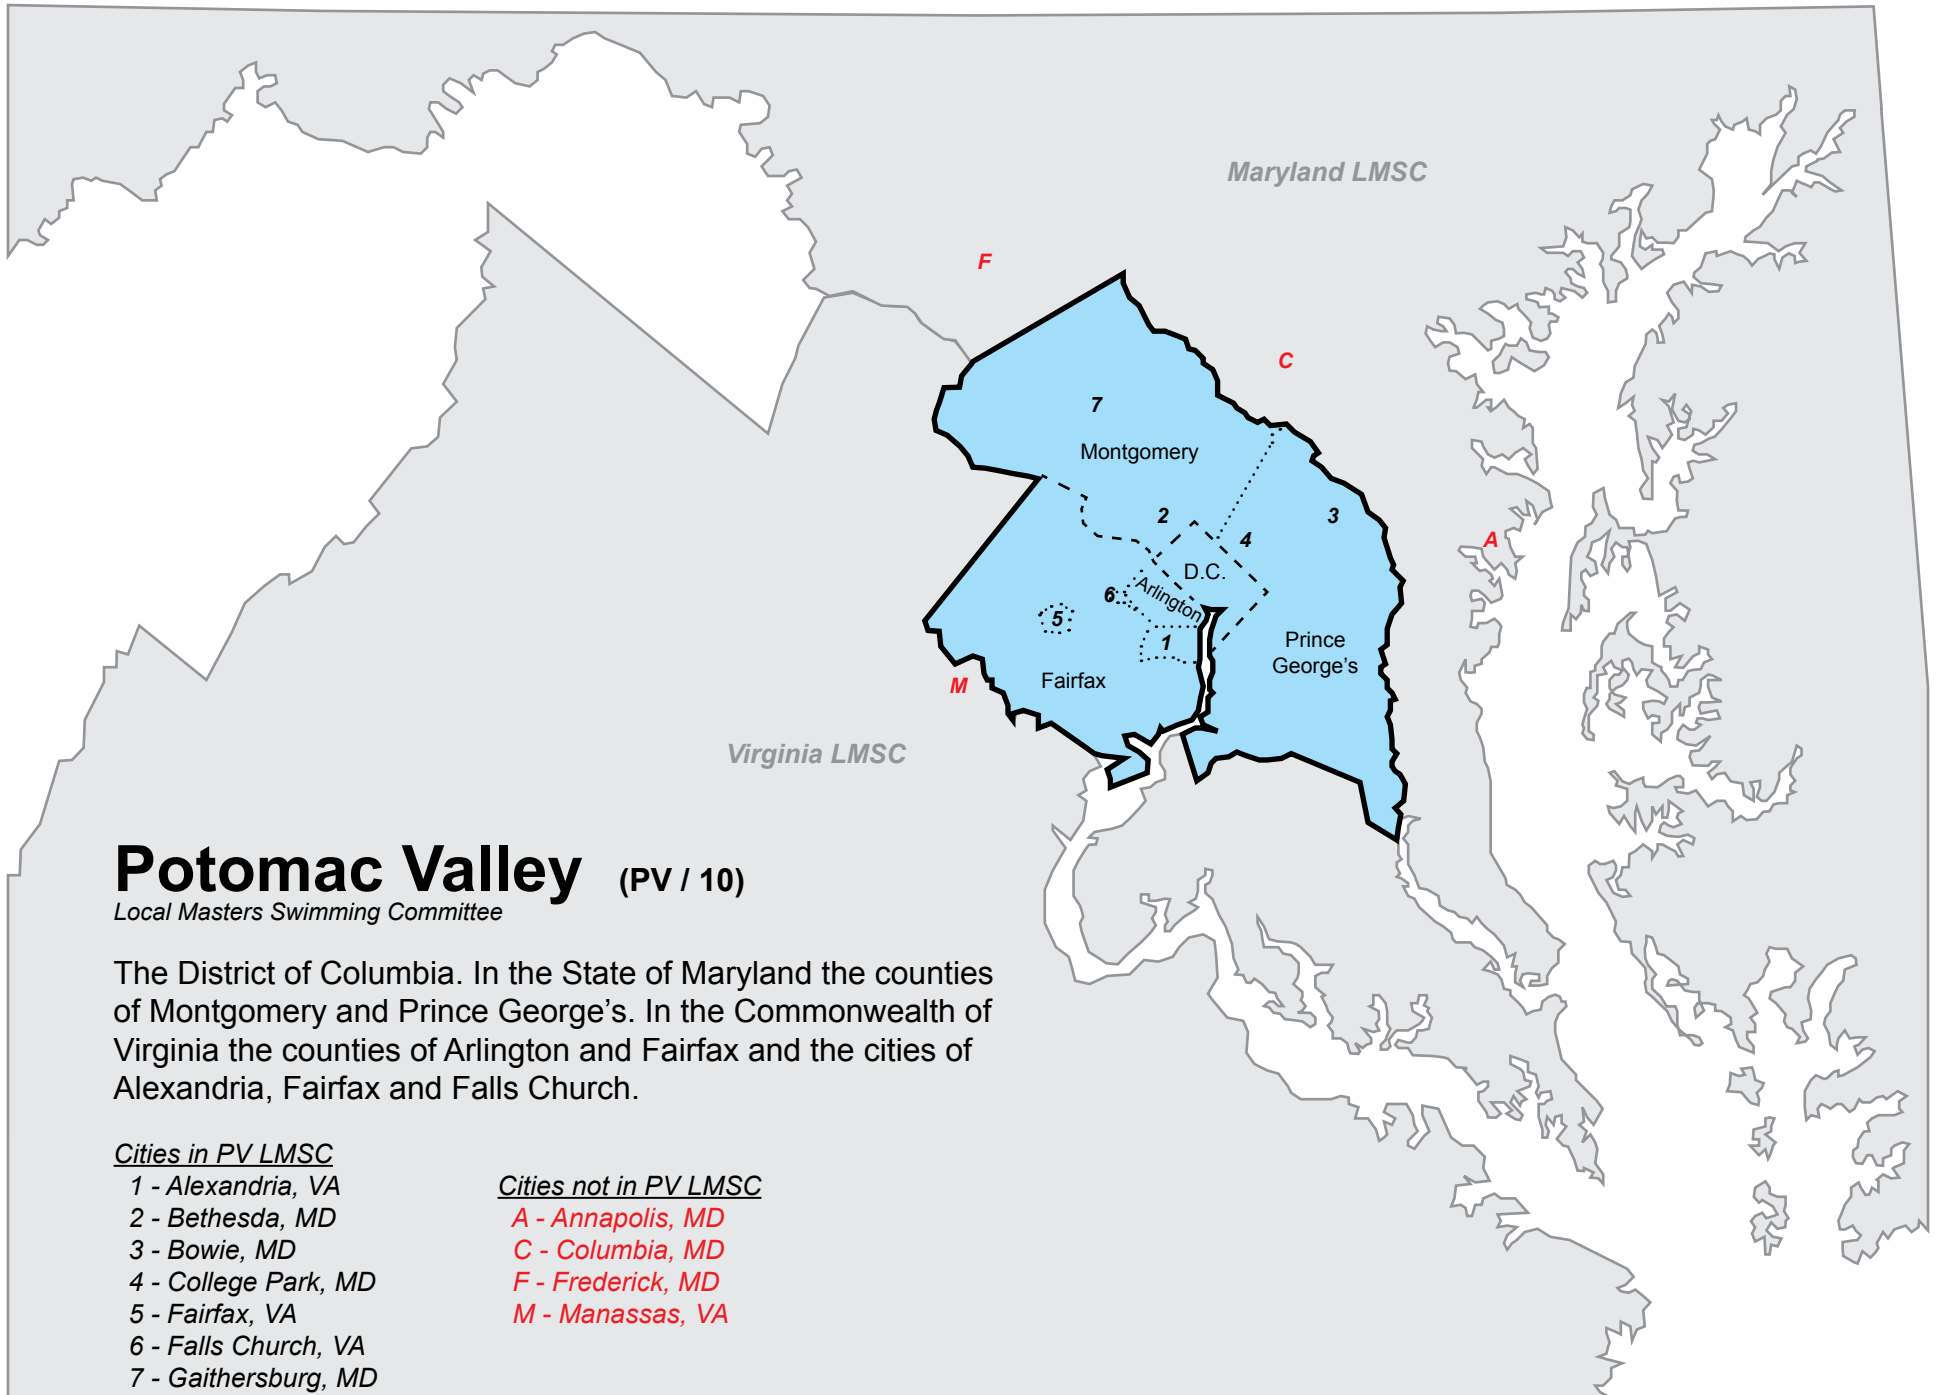 Maryland LMSC
F
C
7
Montgomery
2
3
4
A
D.C.
Arlington
6
5
1
Prince
George's
Fairfax
M
Virginia LMSC
Potomac Valley (PV / 10)
Local Masters Swimming Committee
The District of Columbia. In the State of Maryland the counties
of Montgomery and Prince George's. In the Commonwealth of
Virginia the counties of Arlington and Fairfax and the cities of
Alexandria, Fairfax and Falls Church.
Cities in PV LMSC
1 - Alexandria, VA
2 - Bethesda, MD
3 - Bowie, MD
4 - College Park, MD
5 - Fairfax, VA
6 - Falls Church, VA
7 - Gaithersburg, MD
Cities not in PV LMSC
A - Annapolis, MD
C - Columbia, MD
F - Frederick, MD
M - Manassas, VA